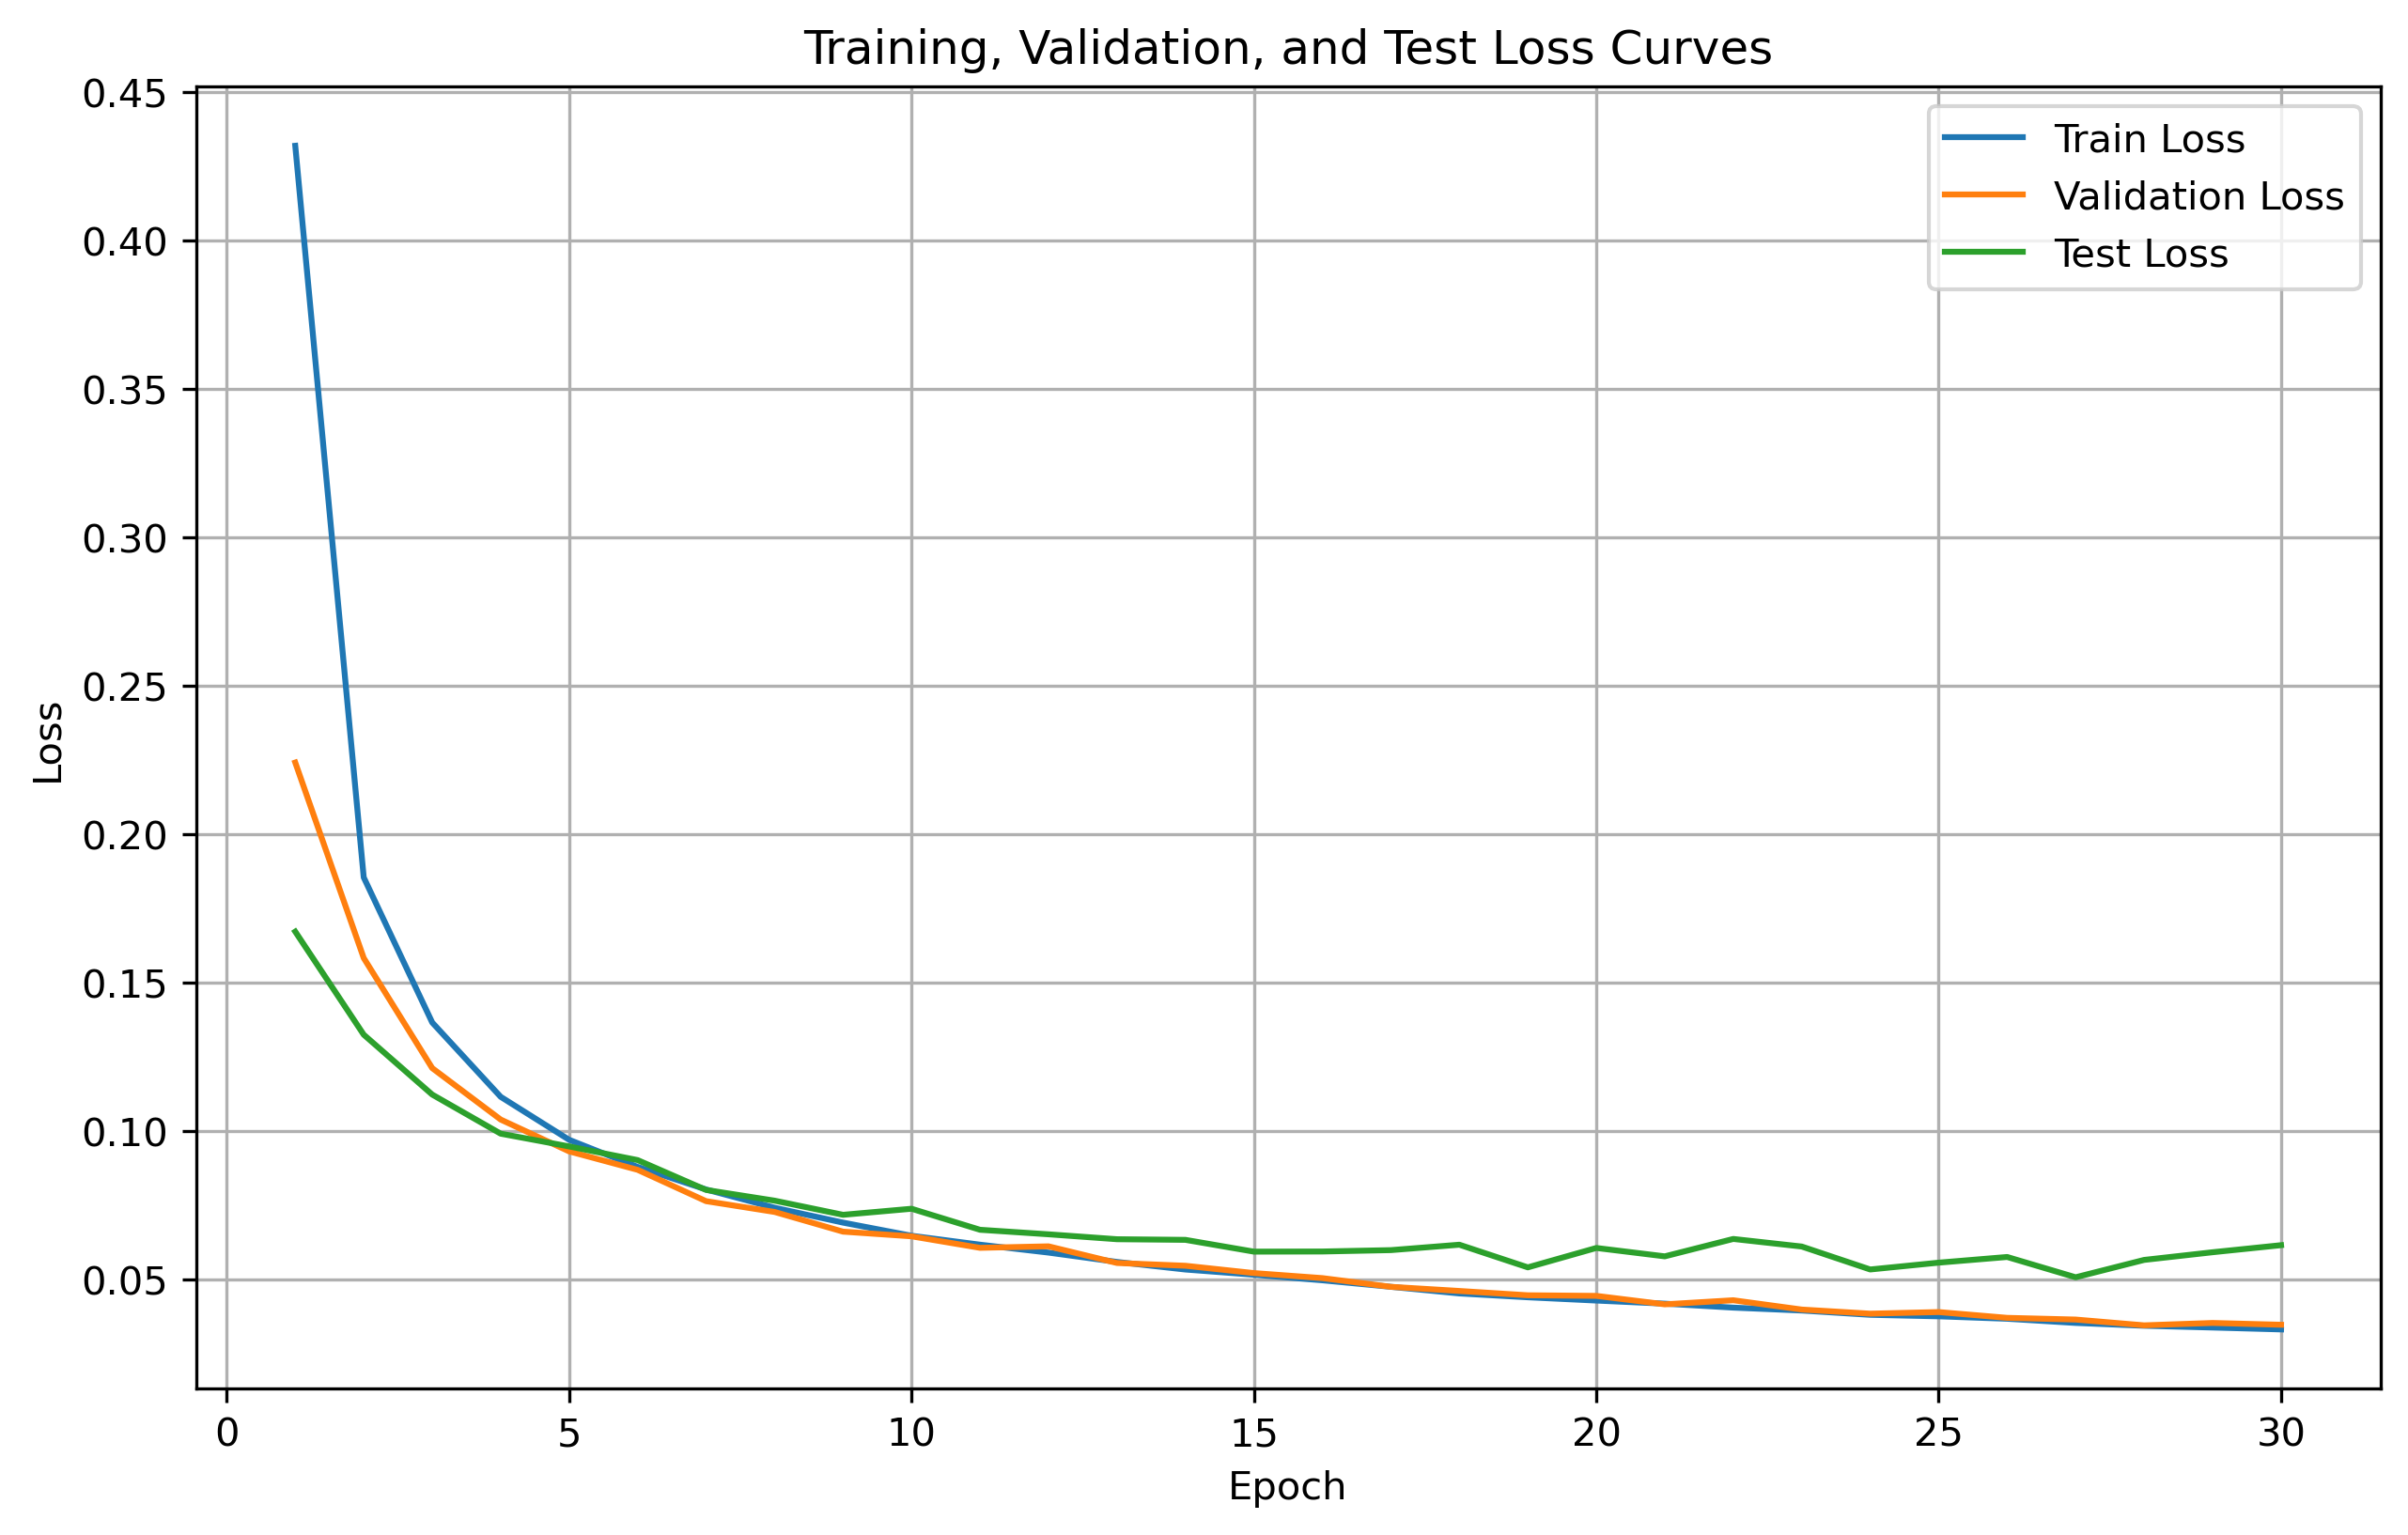 Training, Validation, and Test Loss Curves
Train Loss
Validation Loss
Test Loss
Loss
0.45
0.40
0.35
0.30
0.25
0.20
0.15
0.10
0.05
0 5 10 15 20 25 30
Epoch